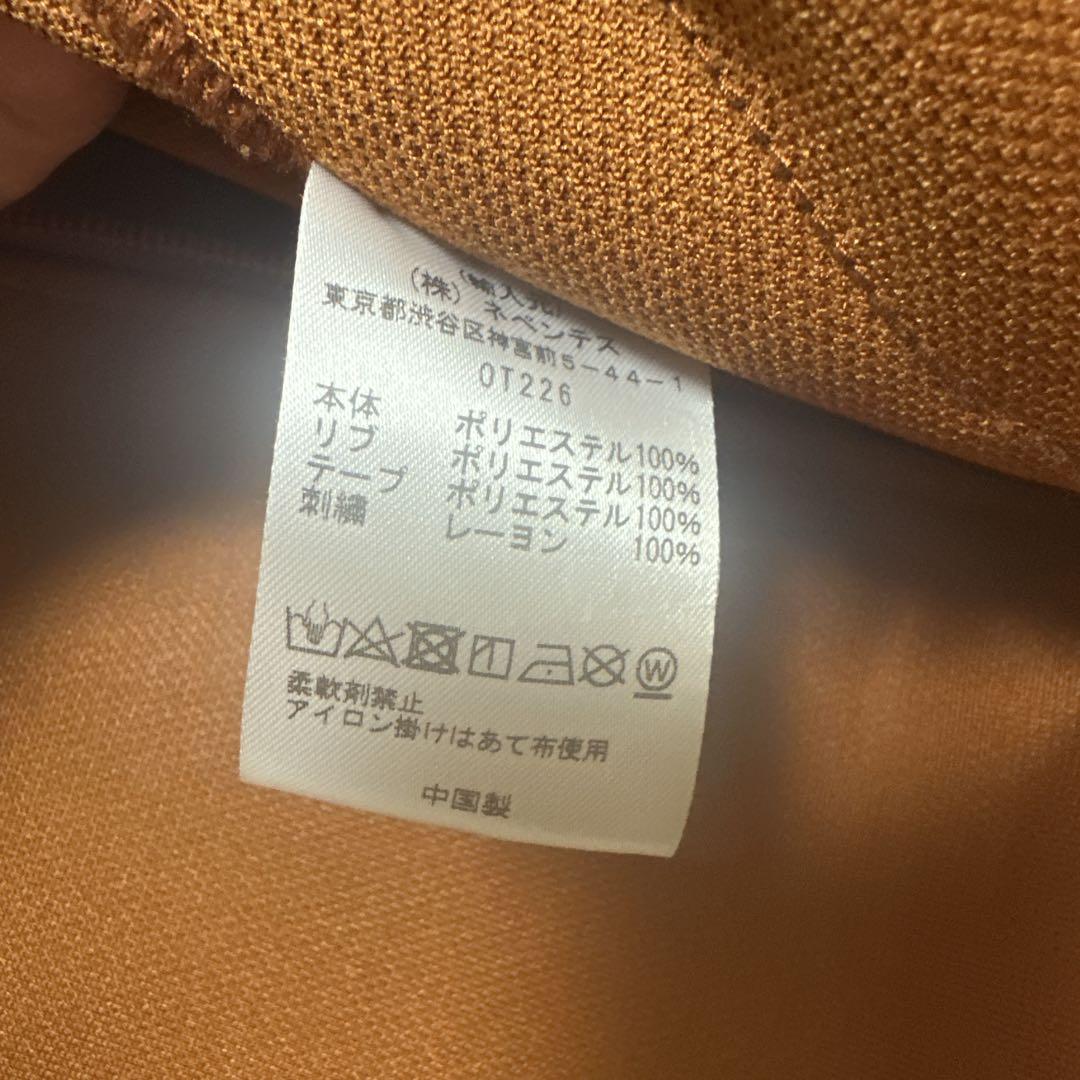 (株) ネペンテス
東京都渋谷区神宮前5-44-1
OT226
本体 ポリエステル100%
リブ ポリエステル100%
テープ ポリエステル100%
刺繍 レーヨン 100%
W
柔軟剤禁止
アイロン掛けはあて布使用
中国製